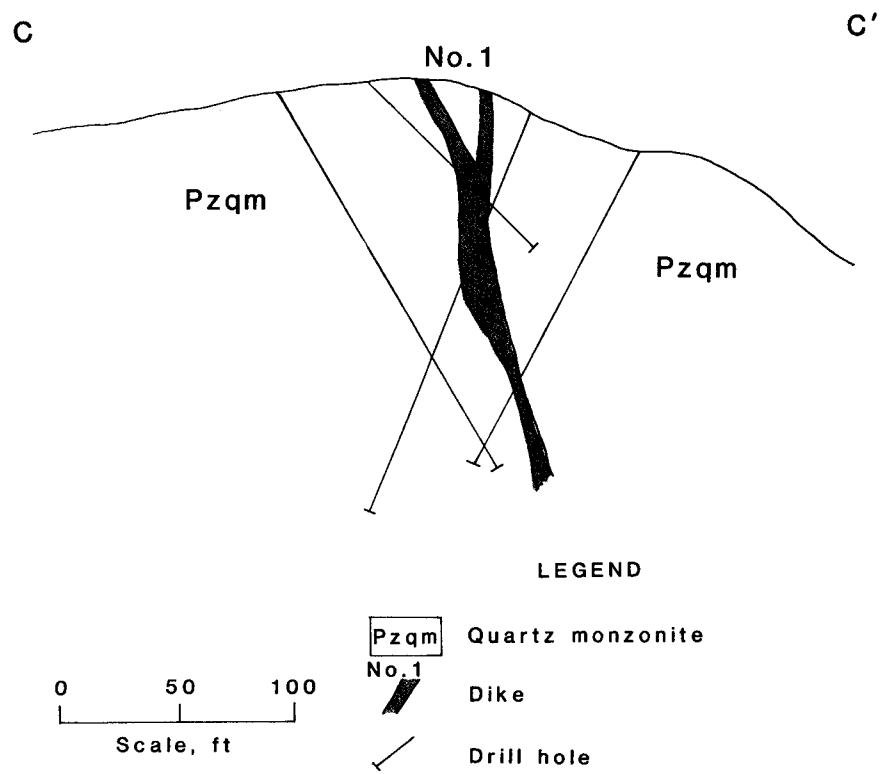 C C'
No.1
Pzqm
Pzqm
LEGEND
Pzqm Quartz monzonite
No.1
Dike
0 50 100
Scale, ft
Drill hole